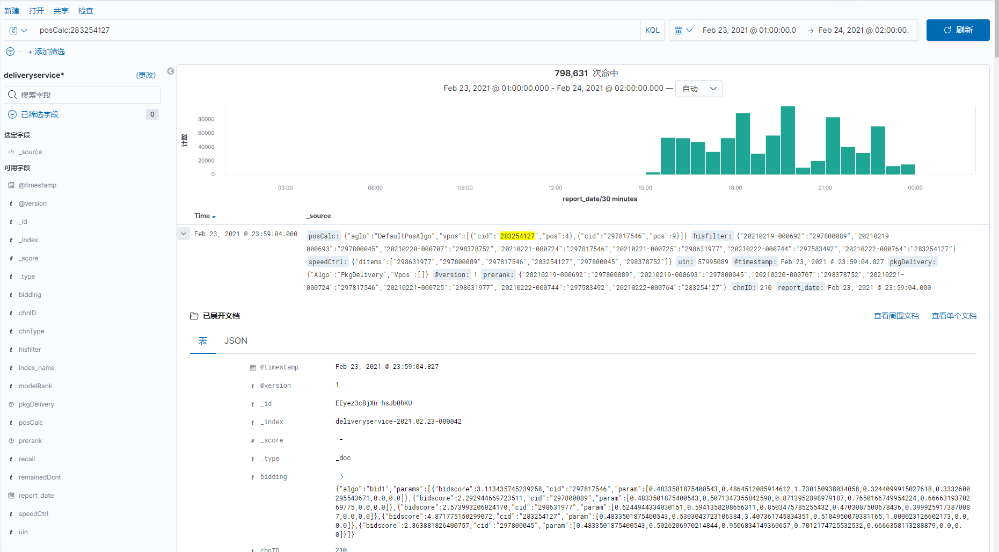 新建 打开 共享 检查
posCalc:283254127
KQL
Feb 23, 2021 @ 01:00:00.0 → Feb 24, 2021 @ 02:00:00.
刷新
+ 添加筛选
deliveryservice*
(更改)
搜索字段
已筛选字段 0
选定字段
_source
可用字段
@timestamp
@version
_id
_index
_score
_type
bidding
chnID
chnType
hisfilter
index_name
modelRank
pkgDelivery
posCalc
prerank
recall
remainedDcnt
report_date
speedCtrl
uin
798,631 次命中
Feb 23, 2021 @ 01:00:00.000 - Feb 24, 2021 @ 02:00:00.000 — 自动
计数
80000
60000
40000
20000
0
03:00 06:00 09:00 12:00 15:00 18:00 21:00 00:00
report_date/30 minutes
Time _source
Feb 23, 2021 @ 23:59:04.000
posCalc: {"aglo":"DefaultPosAlgo","vpos":[{"cid":"283254127","pos":4},{"cid":"297817546","pos":9}]} hisfilter: {"20210219-000692":"297800089","20210219-
000693":"297800045","20210220-000707":"298378752","20210221-000724":"297817546","20210221-000725":"298631977","20210222-000744":"297583492","20210222-000764":"283254127"}
speedCtrl: {"ditems":["298631977","297800089","297817546","283254127","297800045","298378752"]} uin: 57995089 @timestamp: Feb 23, 2021 @ 23:59:04.827 pkgDelivery:
{"Algo":"PkgDelivery","Vpos":[]} @version: 1 prerank: {"20210219-000692":"297800089","20210219-000693":"297800045","20210220-000707":"298378752","20210221-
000724":"297817546","20210221-000725":"298631977","20210222-000744":"297583492","20210222-000764":"283254127"} chnID: 210 report_date: Feb 23, 2021 @ 23:59:04.000
已展开文档
查看周围文档 查看单个文档
表 JSON
@timestamp Feb 23, 2021 @ 23:59:04.827
@version 1
_id EEyez3cBjXn-hsJb0hKU
_index deliveryservice-2021.02.23-000042
_score -
_type _doc
bidding
{"algo":"bid1","params":[{"bidscore":3.113435745239258,"cid":"297817546","param":[0.4833501875400543,0.4864512085914612,1.730150938034058,0.3244099915027618,0.3332600
295543671,0.0,0.0]},{"bidscore":2.292944669723511,"cid":"297800089","param":[0.4833501875400543,0.5071347355842590,0.8713952898979187,0.7650166749954224,0.66663193702
69775,0.0,0.0]},{"bidscore":2.573993206024170,"cid":"298631977","param":[0.6244944334030151,0.5941358208656311,0.8503475785255432,0.4703087508678436,0.399925917387008
7,0.0,0.0]},{"bidscore":4.871775150299072,"cid":"283254127","param":[0.4833501875400543,0.5303043723106384,3.407361745834351,0.5104950070381165,1.000023126602173,0.0,
0.0]},{"bidscore":2.363881826400757,"cid":"297800045","param":[0.4833501875400543,0.5026206970214844,0.9506834149360657,0.7012174725532532,0.6666358113288879,0.0,0.
0]}]}
chnID 210